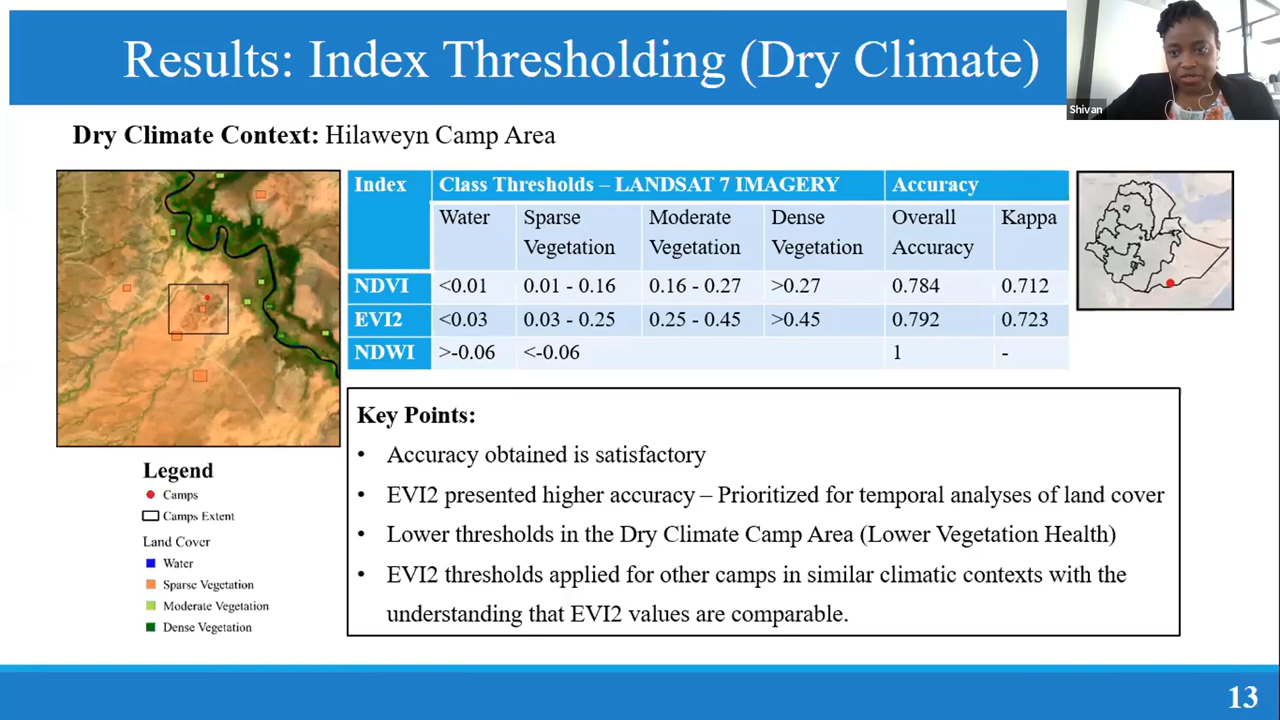 Results: Index Thresholding (Dry Climate)
Shivan
Dry Climate Context: Hilaweyn Camp Area
Index Class Thresholds – LANDSAT 7 IMAGERY Accuracy
Water Sparse Vegetation Moderate Vegetation Dense Vegetation Overall Accuracy Kappa
NDVI <0.01 0.01 - 0.16 0.16 - 0.27 >0.27 0.784 0.712
EVI2 <0.03 0.03 - 0.25 0.25 - 0.45 >0.45 0.792 0.723
NDWI >-0.06 <-0.06 1 -
Legend
Camps
Camps Extent
Land Cover
Water
Sparse Vegetation
Moderate Vegetation
Dense Vegetation
Key Points:
• Accuracy obtained is satisfactory
• EVI2 presented higher accuracy – Prioritized for temporal analyses of land cover
• Lower thresholds in the Dry Climate Camp Area (Lower Vegetation Health)
• EVI2 thresholds applied for other camps in similar climatic contexts with the
understanding that EVI2 values are comparable.
13